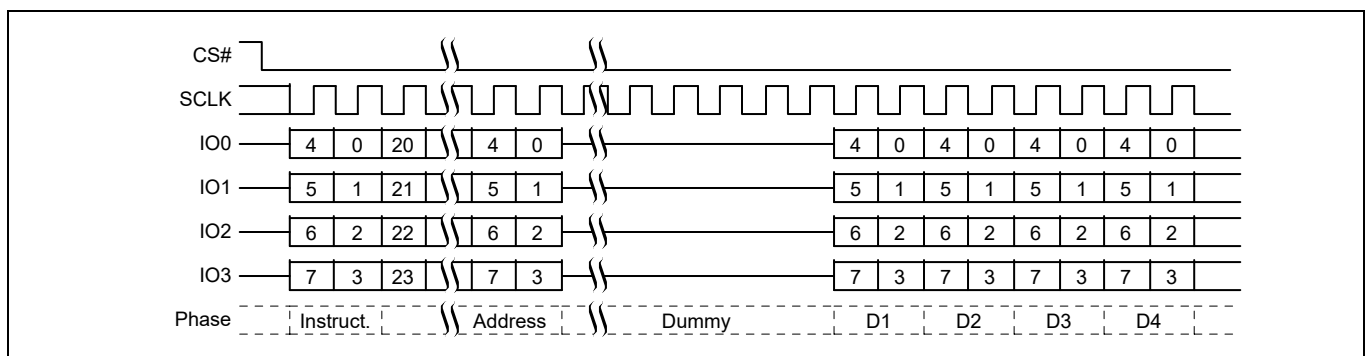 CS#
SCLK
IO0 4 0 20 4 0 4 0 4 0 4 0 4 0
IO1 5 1 21 5 1 5 1 5 1 5 1 5 1
IO2 6 2 22 6 2 6 2 6 2 6 2 6 2
IO3 7 3 23 7 3 7 3 7 3 7 3 7 3
Phase Instruct. Address Dummy D1 D2 D3 D4